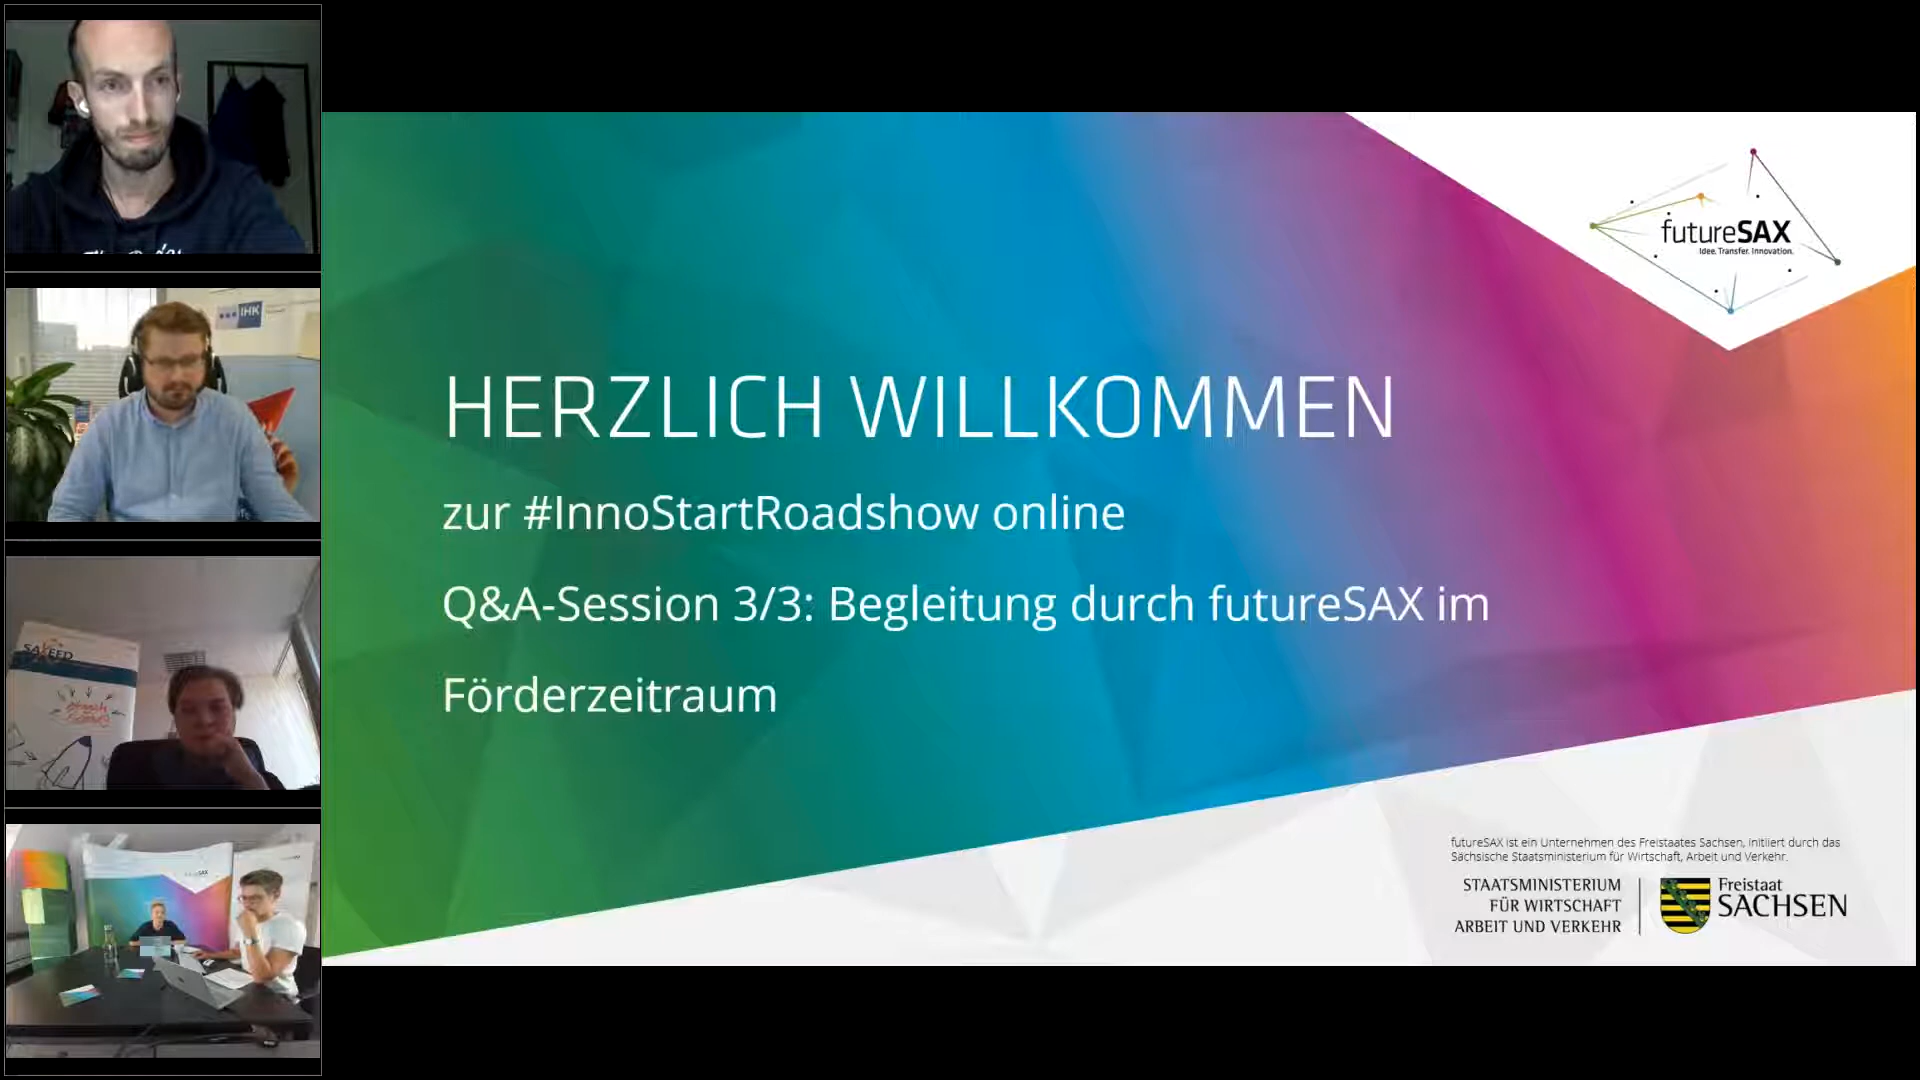 futureSAX
Idee. Transfer. Innovation.
HERZLICH WILLKOMMEN
zur #InnoStartRoadshow online
Q&A-Session 3/3: Begleitung durch futureSAX im
Förderzeitraum
futureSAX ist ein Unternehmen des Freistaates Sachsen, initiiert durch das
Sächsische Staatsministerium für Wirtschaft, Arbeit und Verkehr.
STAATSMINISTERIUM
FÜR WIRTSCHAFT
ARBEIT UND VERKEHR
Freistaat
SACHSEN
IHK
SAXEED